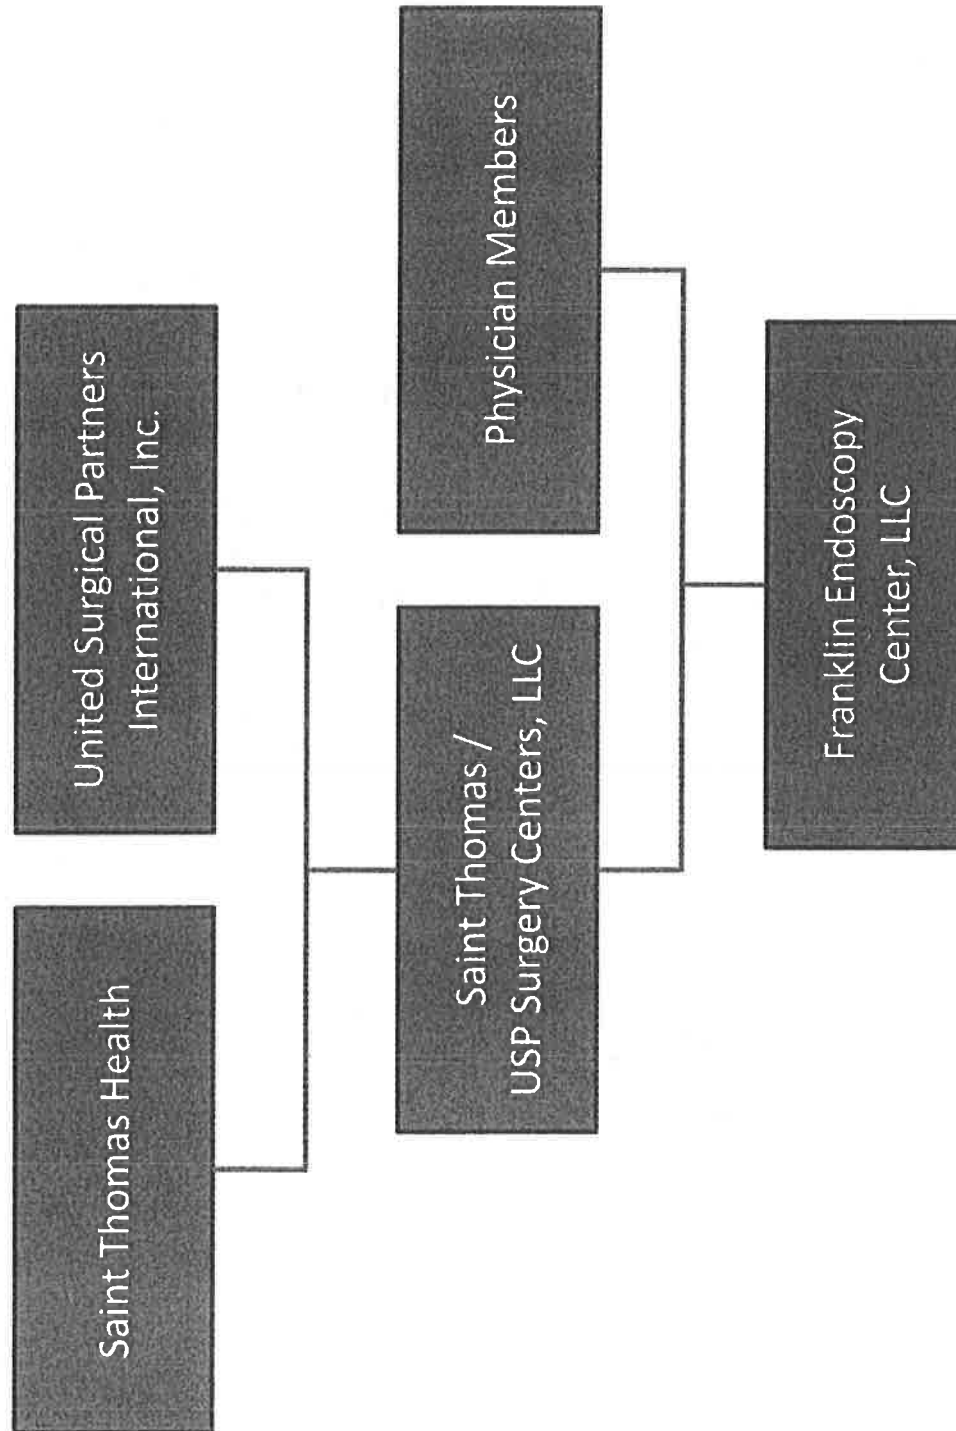 Saint Thomas Health
United Surgical Partners
International, Inc.
Saint Thomas /
USP Surgery Centers, LLC
Physician Members
Franklin Endoscopy
Center, LLC